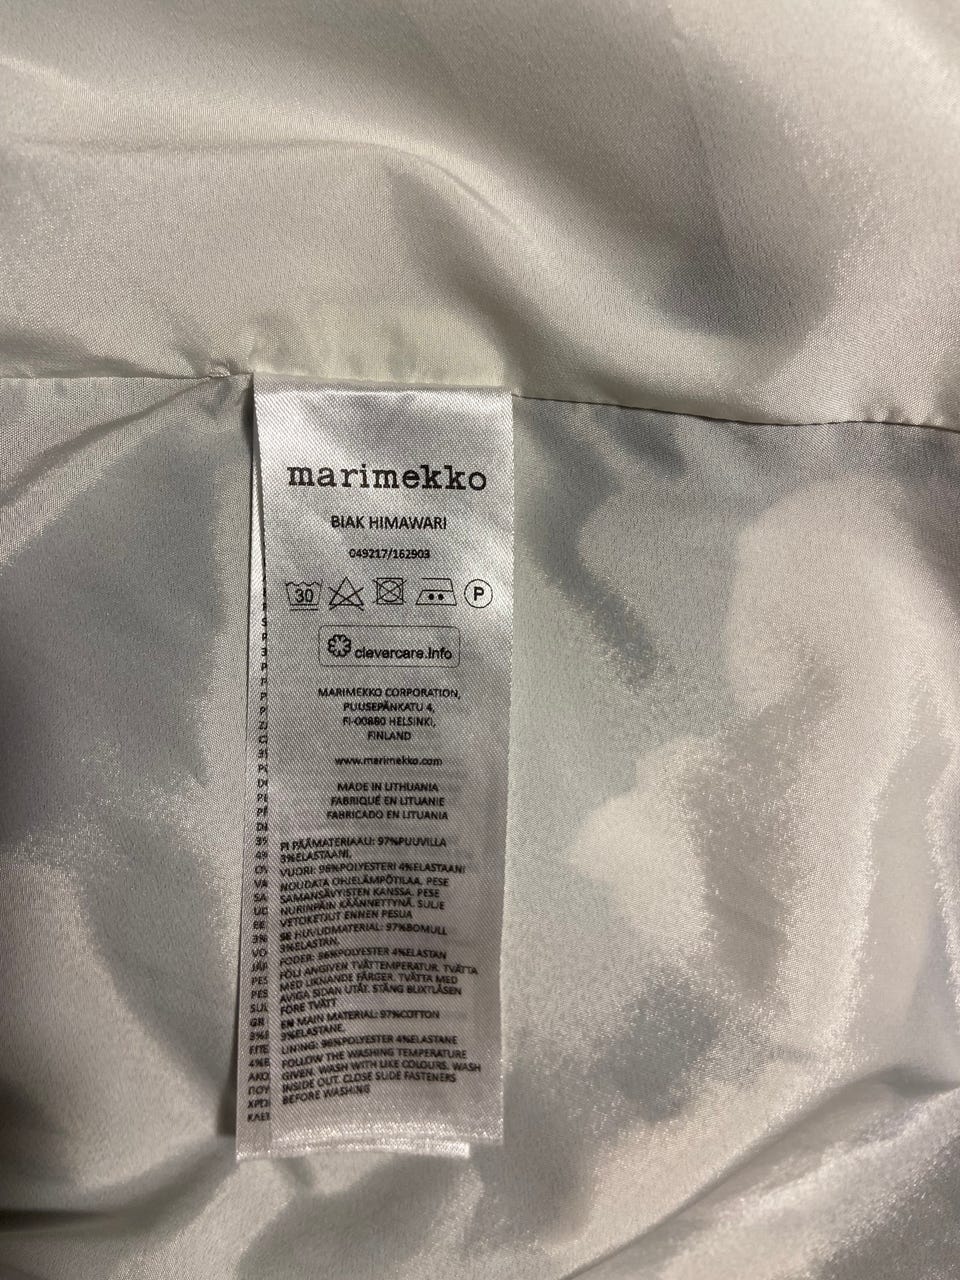 marimekko
BIAK HIMAWARI
049217/162903
30
P
clevercare.info
MARIMEKKO CORPORATION,
PUUSEPÄNKATU 4,
FI-00880 HELSINKI,
FINLAND
www.marimekko.com
MADE IN LITHUANIA
FABRIQUÉ EN LITUANIE
FABRICADO EN LITUANIA
FI PÄÄMATERIAALI: 97%PUUVILLA
3%ELASTAANI,
VUORI: 96%POLYESTERI 4%ELASTAANI
NOUDATA OHJELÄMPÖTILAA. PESE
SAMANSÄVYISTEN KANSSA. PESE
NURINPÄIN KÄÄNNETTYNÄ. SULJE
VETOKETJUT ENNEN PESUA
SE HUVUDMATERIAL: 97%BOMULL
3%ELASTAN,
FODER: 96%POLYESTER 4%ELASTAN
FÖLJ ANGIVEN TVÄTTEMPERATUR. TVÄTTA
MED LIKNANDE FÄRGER. TVÄTTA MED
AVIGA SIDAN UTÅT. STÄNG BLIXTLÅSEN
FÖRE TVÄTT
EN MAIN MATERIAL: 97%COTTON
3%ELASTANE,
LINING: 96%POLYESTER 4%ELASTANE
FOLLOW THE WASHING TEMPERATURE
GIVEN. WASH WITH LIKE COLOURS. WASH
INSIDE OUT. CLOSE SLIDE FASTENERS
BEFORE WASHING